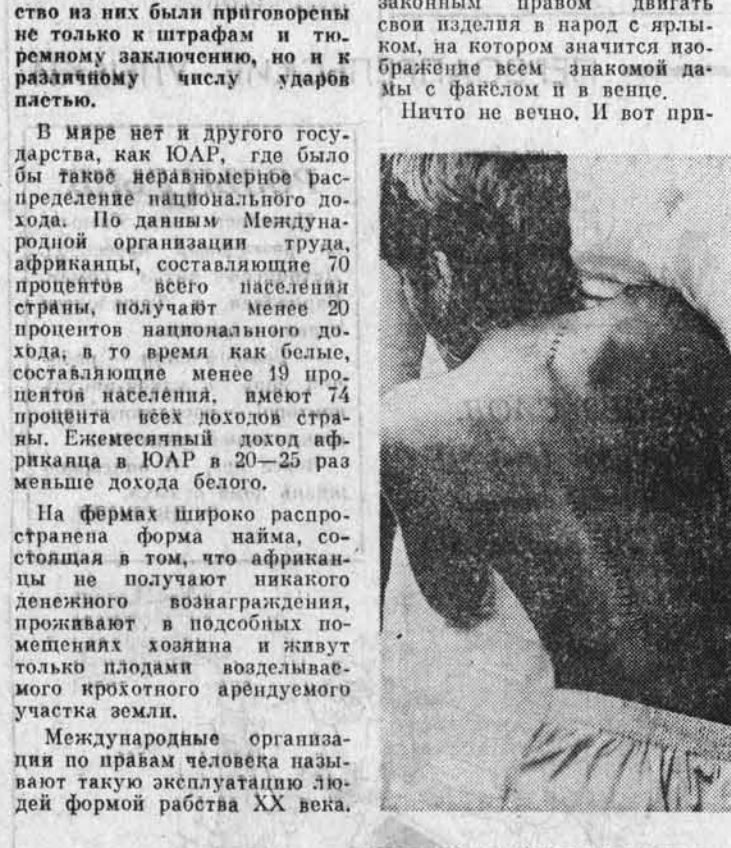 ство из них были приговорены
не только к штрафам и тю-
ремному заключению, но и к
различному числу ударов
плетью.
В мире нет и другого госу-
дарства, как ЮАР, где было
бы такое неравномерное рас-
пределение национального до-
хода. По данным Междуна-
родной организации труда,
африканцы, составляющие 70
процентов всего населения
страны, получают менее 20
процентов национального до-
хода, в то время как белые,
составляющие менее 19 про-
центов населения, имеют 74
процента всех доходов стра-
ны. Ежемесячный доход аф-
риканца в ЮАР в 20—25 раз
меньше дохода белого.
На фермах широко распро-
странена форма найма, со-
стоящая в том, что африкан-
цы не получают никакого
денежного вознаграждения,
проживают в подсобных по-
мещениях хозяина и живут
только плодами возделывае-
мого крохотного арендуемого
участка земли.
Международные организа-
ции по правам человека назы-
вают такую эксплуатацию лю-
дей формой рабства XX века.
законным правом двигать
свои изделия в народ с ярлы-
ком, на котором значится изо-
бражение всем знакомой да-
мы с факелом и в венце.
Ничто не вечно. И вот при-